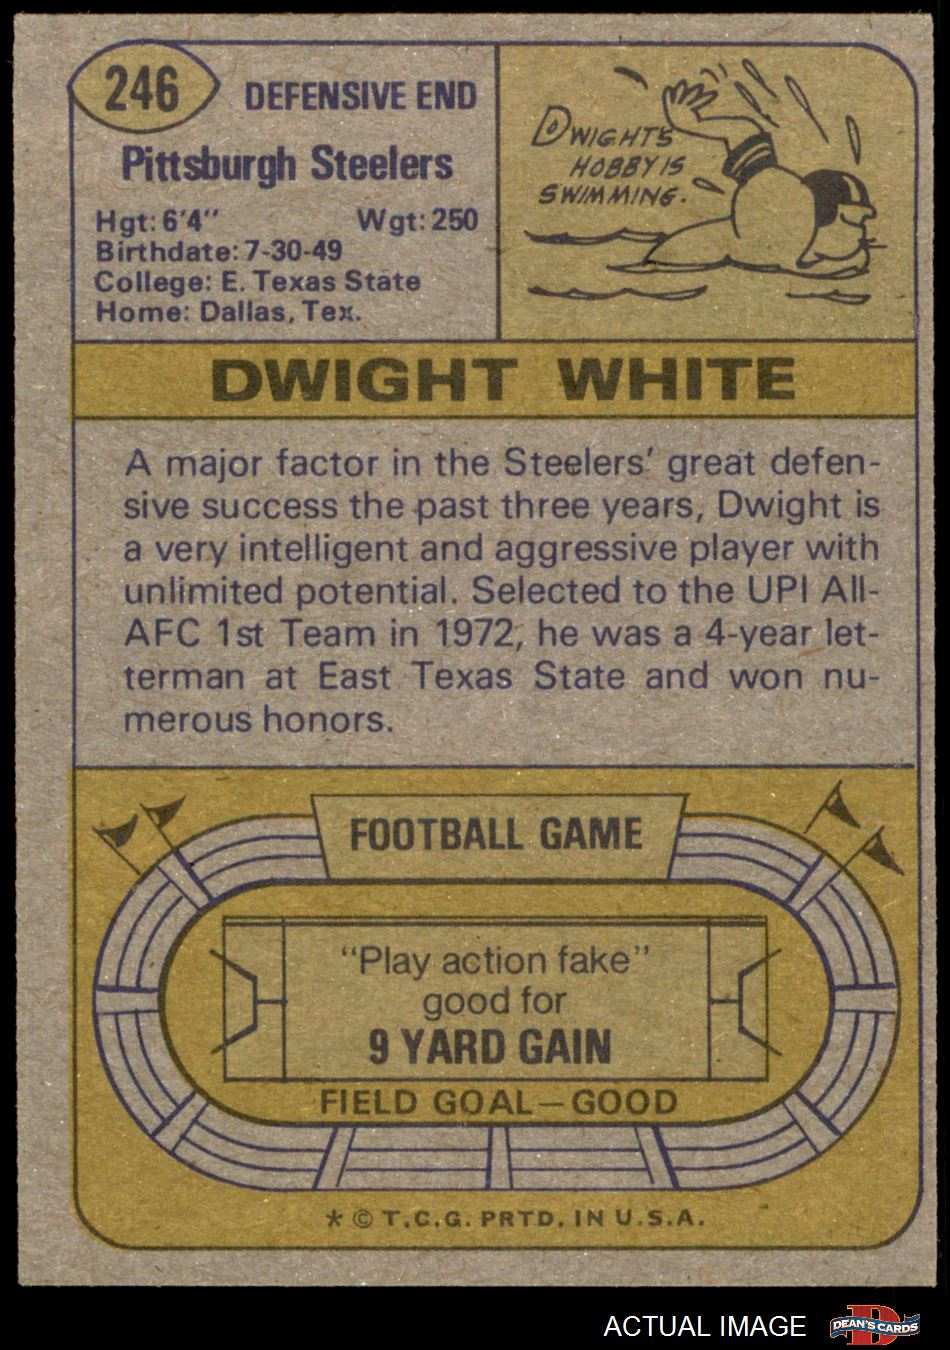 246
DEFENSIVE END
Pittsburgh Steelers
Hgt: 6'4" Wgt: 250
Birthdate: 7-30-49
College: E. Texas State
Home: Dallas, Tex.
DWIGHT'S
HOBBY IS
SWIMMING.
DWIGHT WHITE
A major factor in the Steelers' great defen-
sive success the past three years, Dwight is
a very intelligent and aggressive player with
unlimited potential. Selected to the UPI All-
AFC 1st Team in 1972, he was a 4-year let-
terman at East Texas State and won nu-
merous honors.
FOOTBALL GAME
"Play action fake"
good for
9 YARD GAIN
FIELD GOAL—GOOD
* © T.C.G. PRTD. IN U.S.A.
ACTUAL IMAGE
D
DEAN'S CARDS